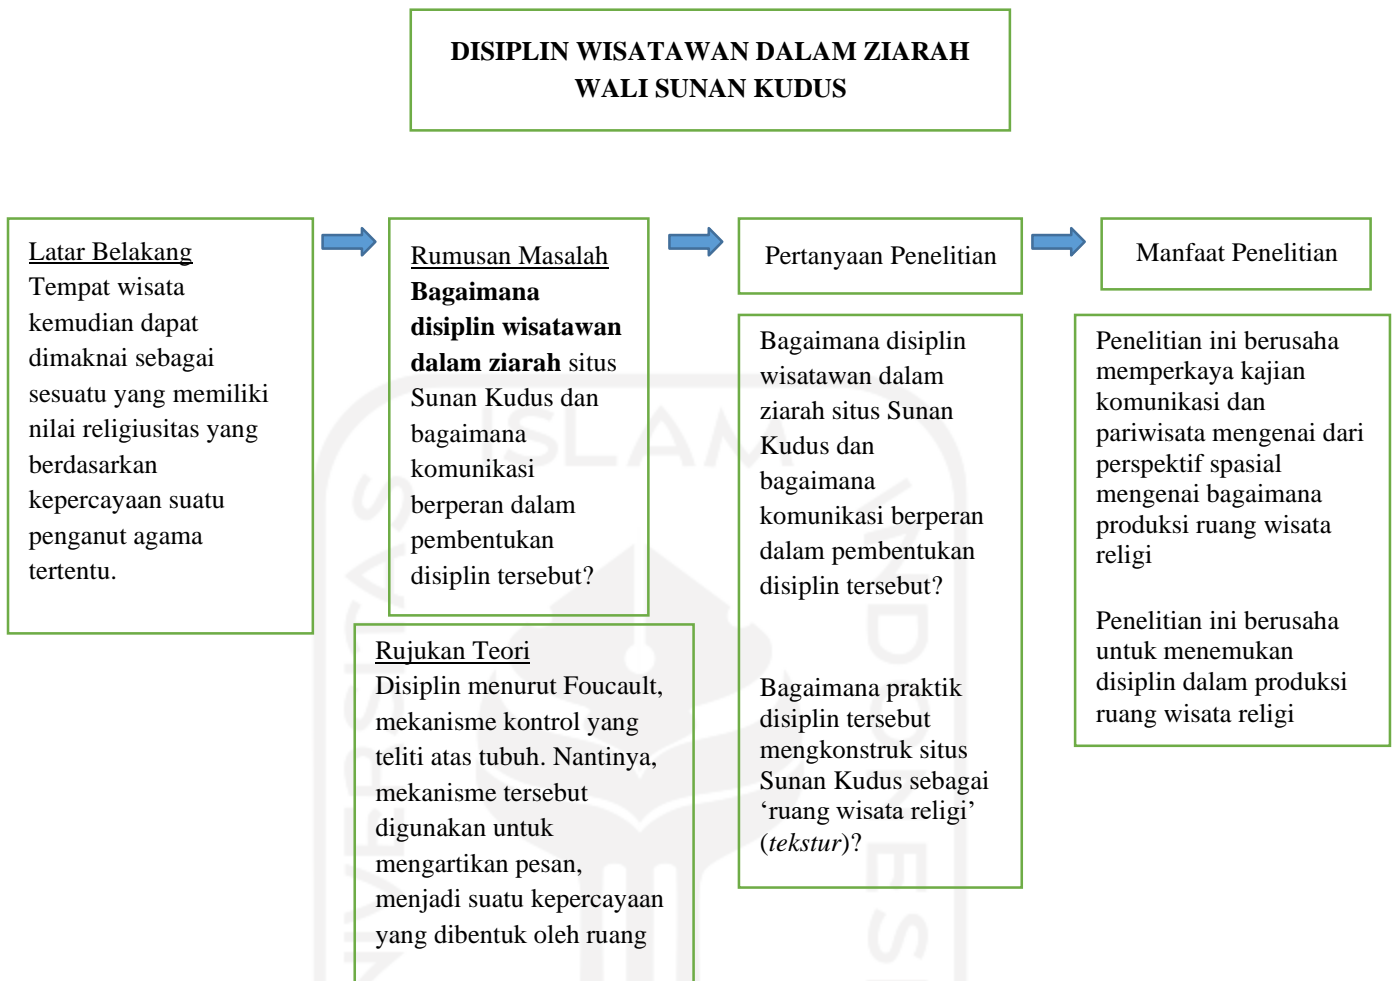 DISIPLIN WISATAWAN DALAM ZIARAH
WALI SUNAN KUDUS
Latar Belakang
Tempat wisata
kemudian dapat
dimaknai sebagai
sesuatu yang memiliki
nilai religiusitas yang
berdasarkan
kepercayaan suatu
penganut agama
tertentu.
Rumusan Masalah
Bagaimana
disiplin wisatawan
dalam ziarah situs
Sunan Kudus dan
bagaimana
komunikasi
berperan dalam
pembentukan
disiplin tersebut?
Rujukan Teori
Disiplin menurut Foucault,
mekanisme kontrol yang
teliti atas tubuh. Nantinya,
mekanisme tersebut
digunakan untuk
mengartikan pesan,
menjadi suatu kepercayaan
yang dibentuk oleh ruang
Pertanyaan Penelitian
Bagaimana disiplin
wisatawan dalam
ziarah situs Sunan
Kudus dan
bagaimana
komunikasi berperan
dalam pembentukan
disiplin tersebut?
Bagaimana praktik
disiplin tersebut
mengkonstruk situs
Sunan Kudus sebagai
‘ruang wisata religi’
(tekstur)?
Manfaat Penelitian
Penelitian ini berusaha
memperkaya kajian
komunikasi dan
pariwisata mengenai dari
perspektif spasial
mengenai bagaimana
produksi ruang wisata
religi
Penelitian ini berusaha
untuk menemukan
disiplin dalam produksi
ruang wisata religi
ISLAM